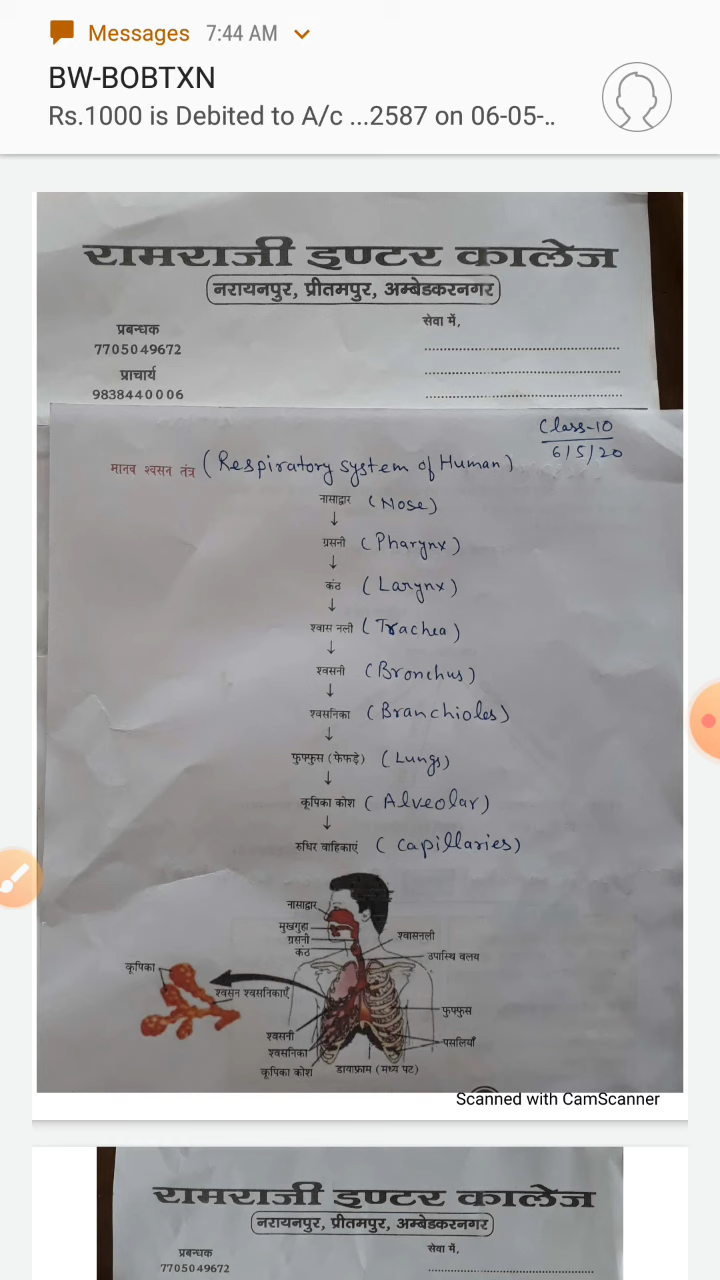 Messages 7:44 AM
BW-BOBTXN
Rs.1000 is Debited to A/c ...2587 on 06-05-..
रामराजी इण्टर कालेज
नरायनपुर, प्रीतमपुर, अम्बेडकरनगर
प्रबन्धक
सेवा में,
7705049672
प्राचार्य
9838440006
Class-10
6/5/20
मानव श्वसन तंत्र (Respiratory system of Human)
नासाद्वार (Nose)
↓
ग्रसनी (Pharynx)
↓
कंठ (Larynx)
↓
श्वास नली (Trachea)
↓
श्वसनी (Bronchus)
↓
श्वसनिका (Branchioles)
↓
फुफ्फुस (फेफड़े) (Lungs)
↓
कूपिका कोश (Alveolar)
↓
रुधिर वाहिकाएं (Capillaries)
नासाद्वार
मुखगुहा
ग्रसनी
कंठ
श्वासनली
उपास्थि वलय
कूपिका
श्वसन श्वसनिकाएँ
फुफ्फुस
श्वसनी
पसलियाँ
श्वसनिका
कूपिका कोश
डायाफ्राम (मध्य पट)
Scanned with CamScanner
रामराजी इण्टर कालेज
नरायनपुर, प्रीतमपुर, अम्बेडकरनगर
प्रबन्धक
सेवा में,
7705049672